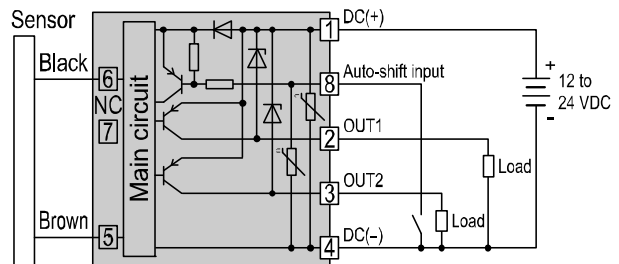 Sensor
DC(+)
1
+
Black
6
Auto-shift input
8
12 to
24 VDC
-
NC
7
Main circuit
OUT1
2
Load
OUT2
3
Load
Brown
5
DC(−)
4